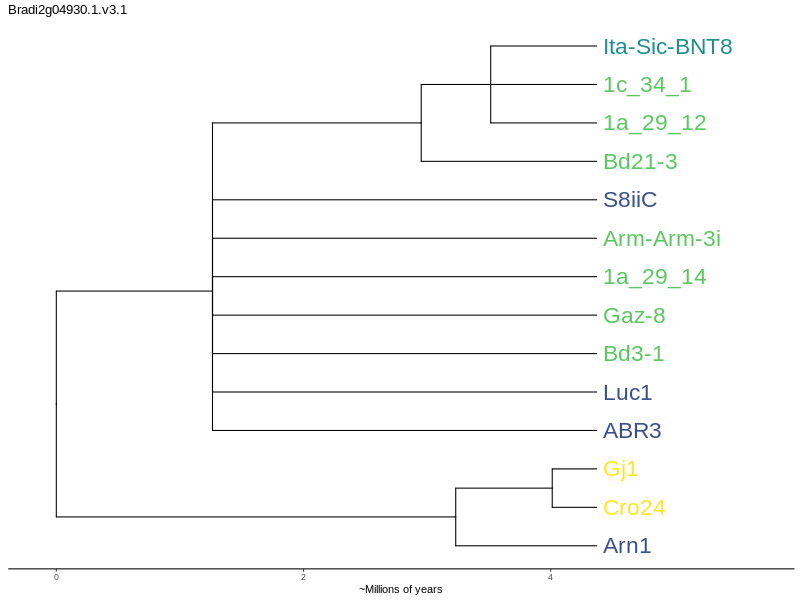 Bradi2g04930.1.v3.1
Ita-Sic-BNT8
1c_34_1
1a_29_12
Bd21-3
S8iiC
Arm-Arm-3i
1a_29_14
Gaz-8
Bd3-1
Luc1
ABR3
Gj1
Cro24
Arn1
0 2 4
~Millions of years